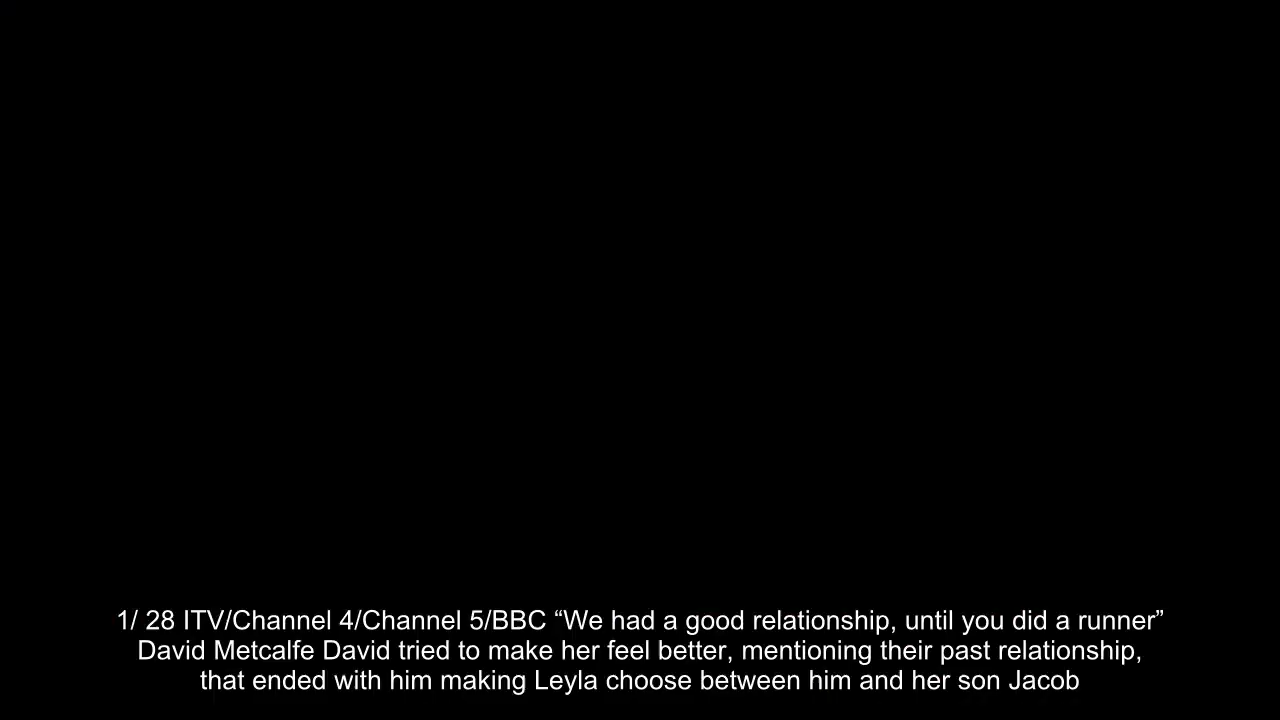 1/ 28 ITV/Channel 4/Channel 5/BBC “We had a good relationship, until you did a runner”
David Metcalfe David tried to make her feel better, mentioning their past relationship,
that ended with him making Leyla choose between him and her son Jacob